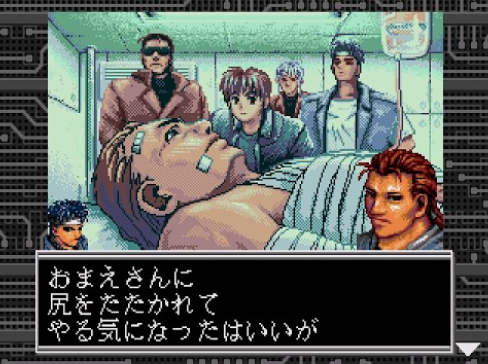 おまえさんに
尻をたたかれて
やる気になったはいいが